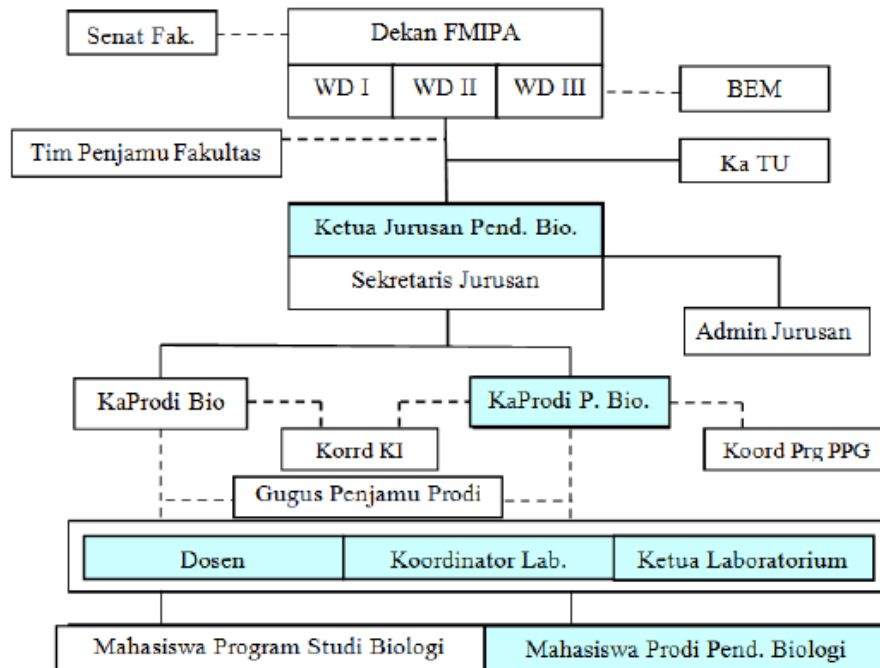 Senat Fak.
Dekan FMIPA
WD I
WD II
WD III
BEM
Tim Penjamu Fakultas
Ka TU
Ketua Jurusan Pend. Bio.
Sekretaris Jurusan
Admin Jurusan
KaProdi Bio
KaProdi P. Bio.
Korrd KI
Koord Prg PPG
Gugus Penjamu Prodi
Dosen
Koordinator Lab.
Ketua Laboratorium
Mahasiswa Program Studi Biologi
Mahasiswa Prodi Pend. Biologi